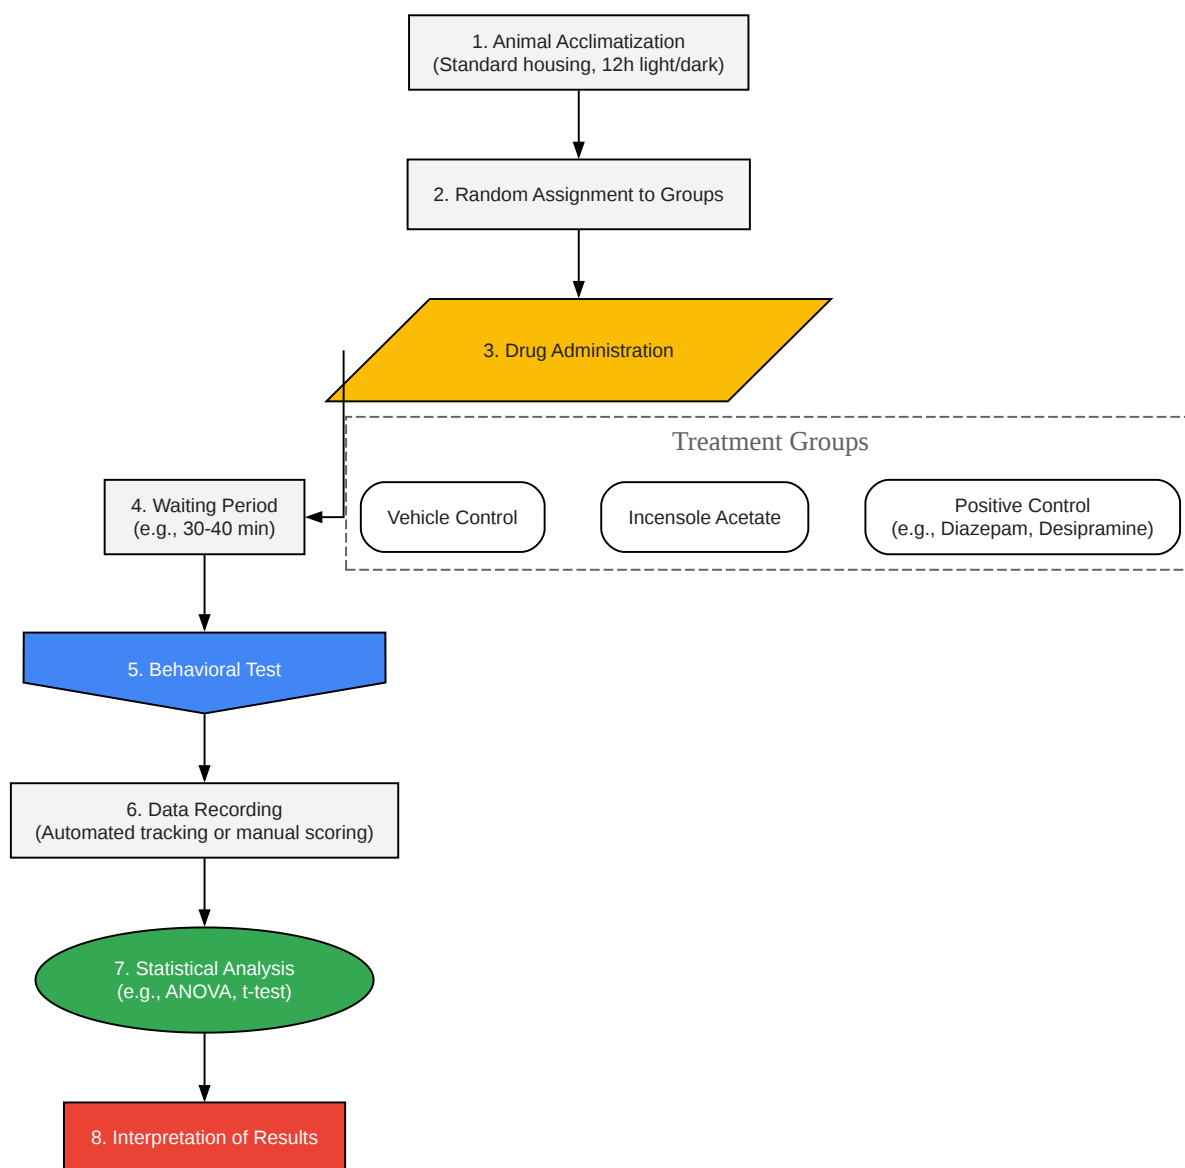 1. Animal Acclimatization
(Standard housing, 12h light/dark)
2. Random Assignment to Groups
3. Drug Administration
Treatment Groups
4. Waiting Period
(e.g., 30-40 min)
Vehicle Control
Incensole Acetate
Positive Control
(e.g., Diazepam, Desipramine)
5. Behavioral Test
6. Data Recording
(Automated tracking or manual scoring)
7. Statistical Analysis
(e.g., ANOVA, t-test)
8. Interpretation of Results